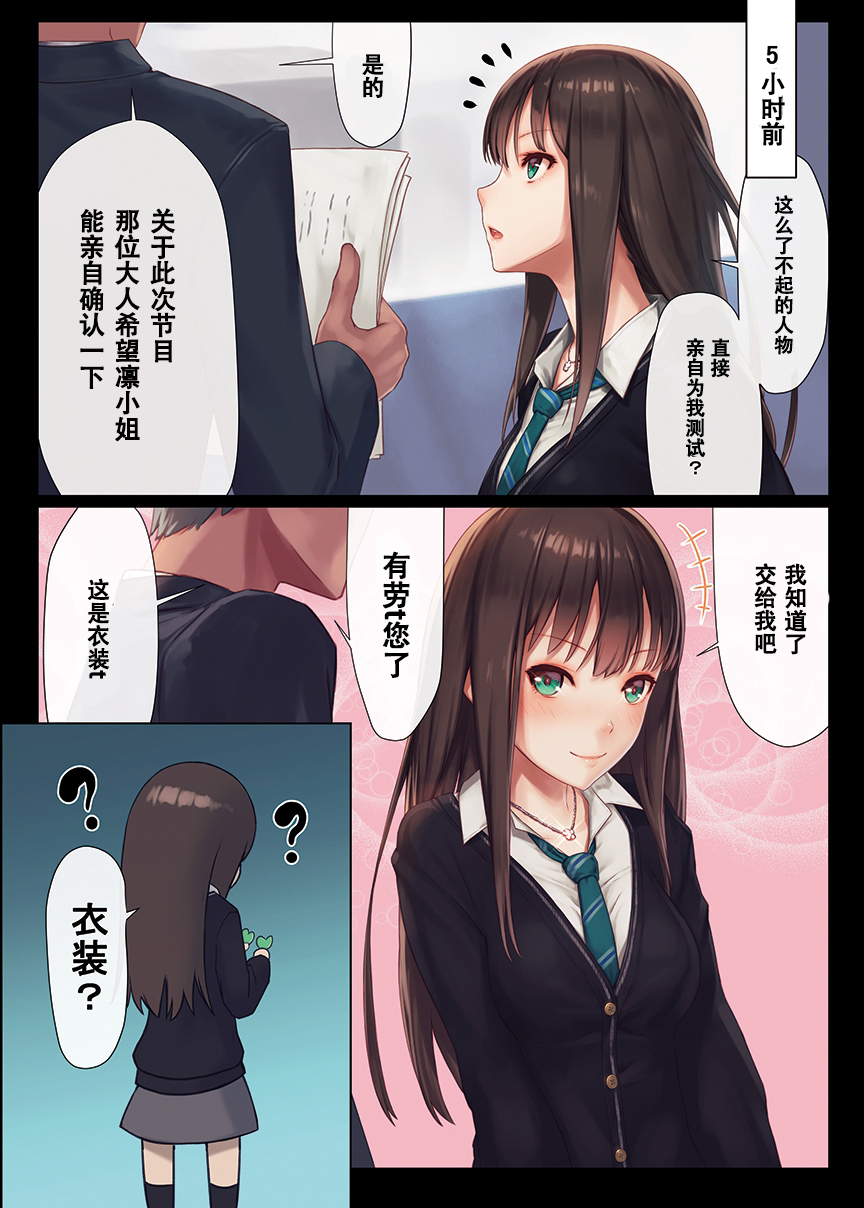 5小时前
这么了不起的人物
直接
亲自为我测试？
是的
关于此次节目
那位大人希望凛小姐
能亲自确认一下
我知道了
交给我吧
有劳t您了
这是衣装t
？
？
衣装？